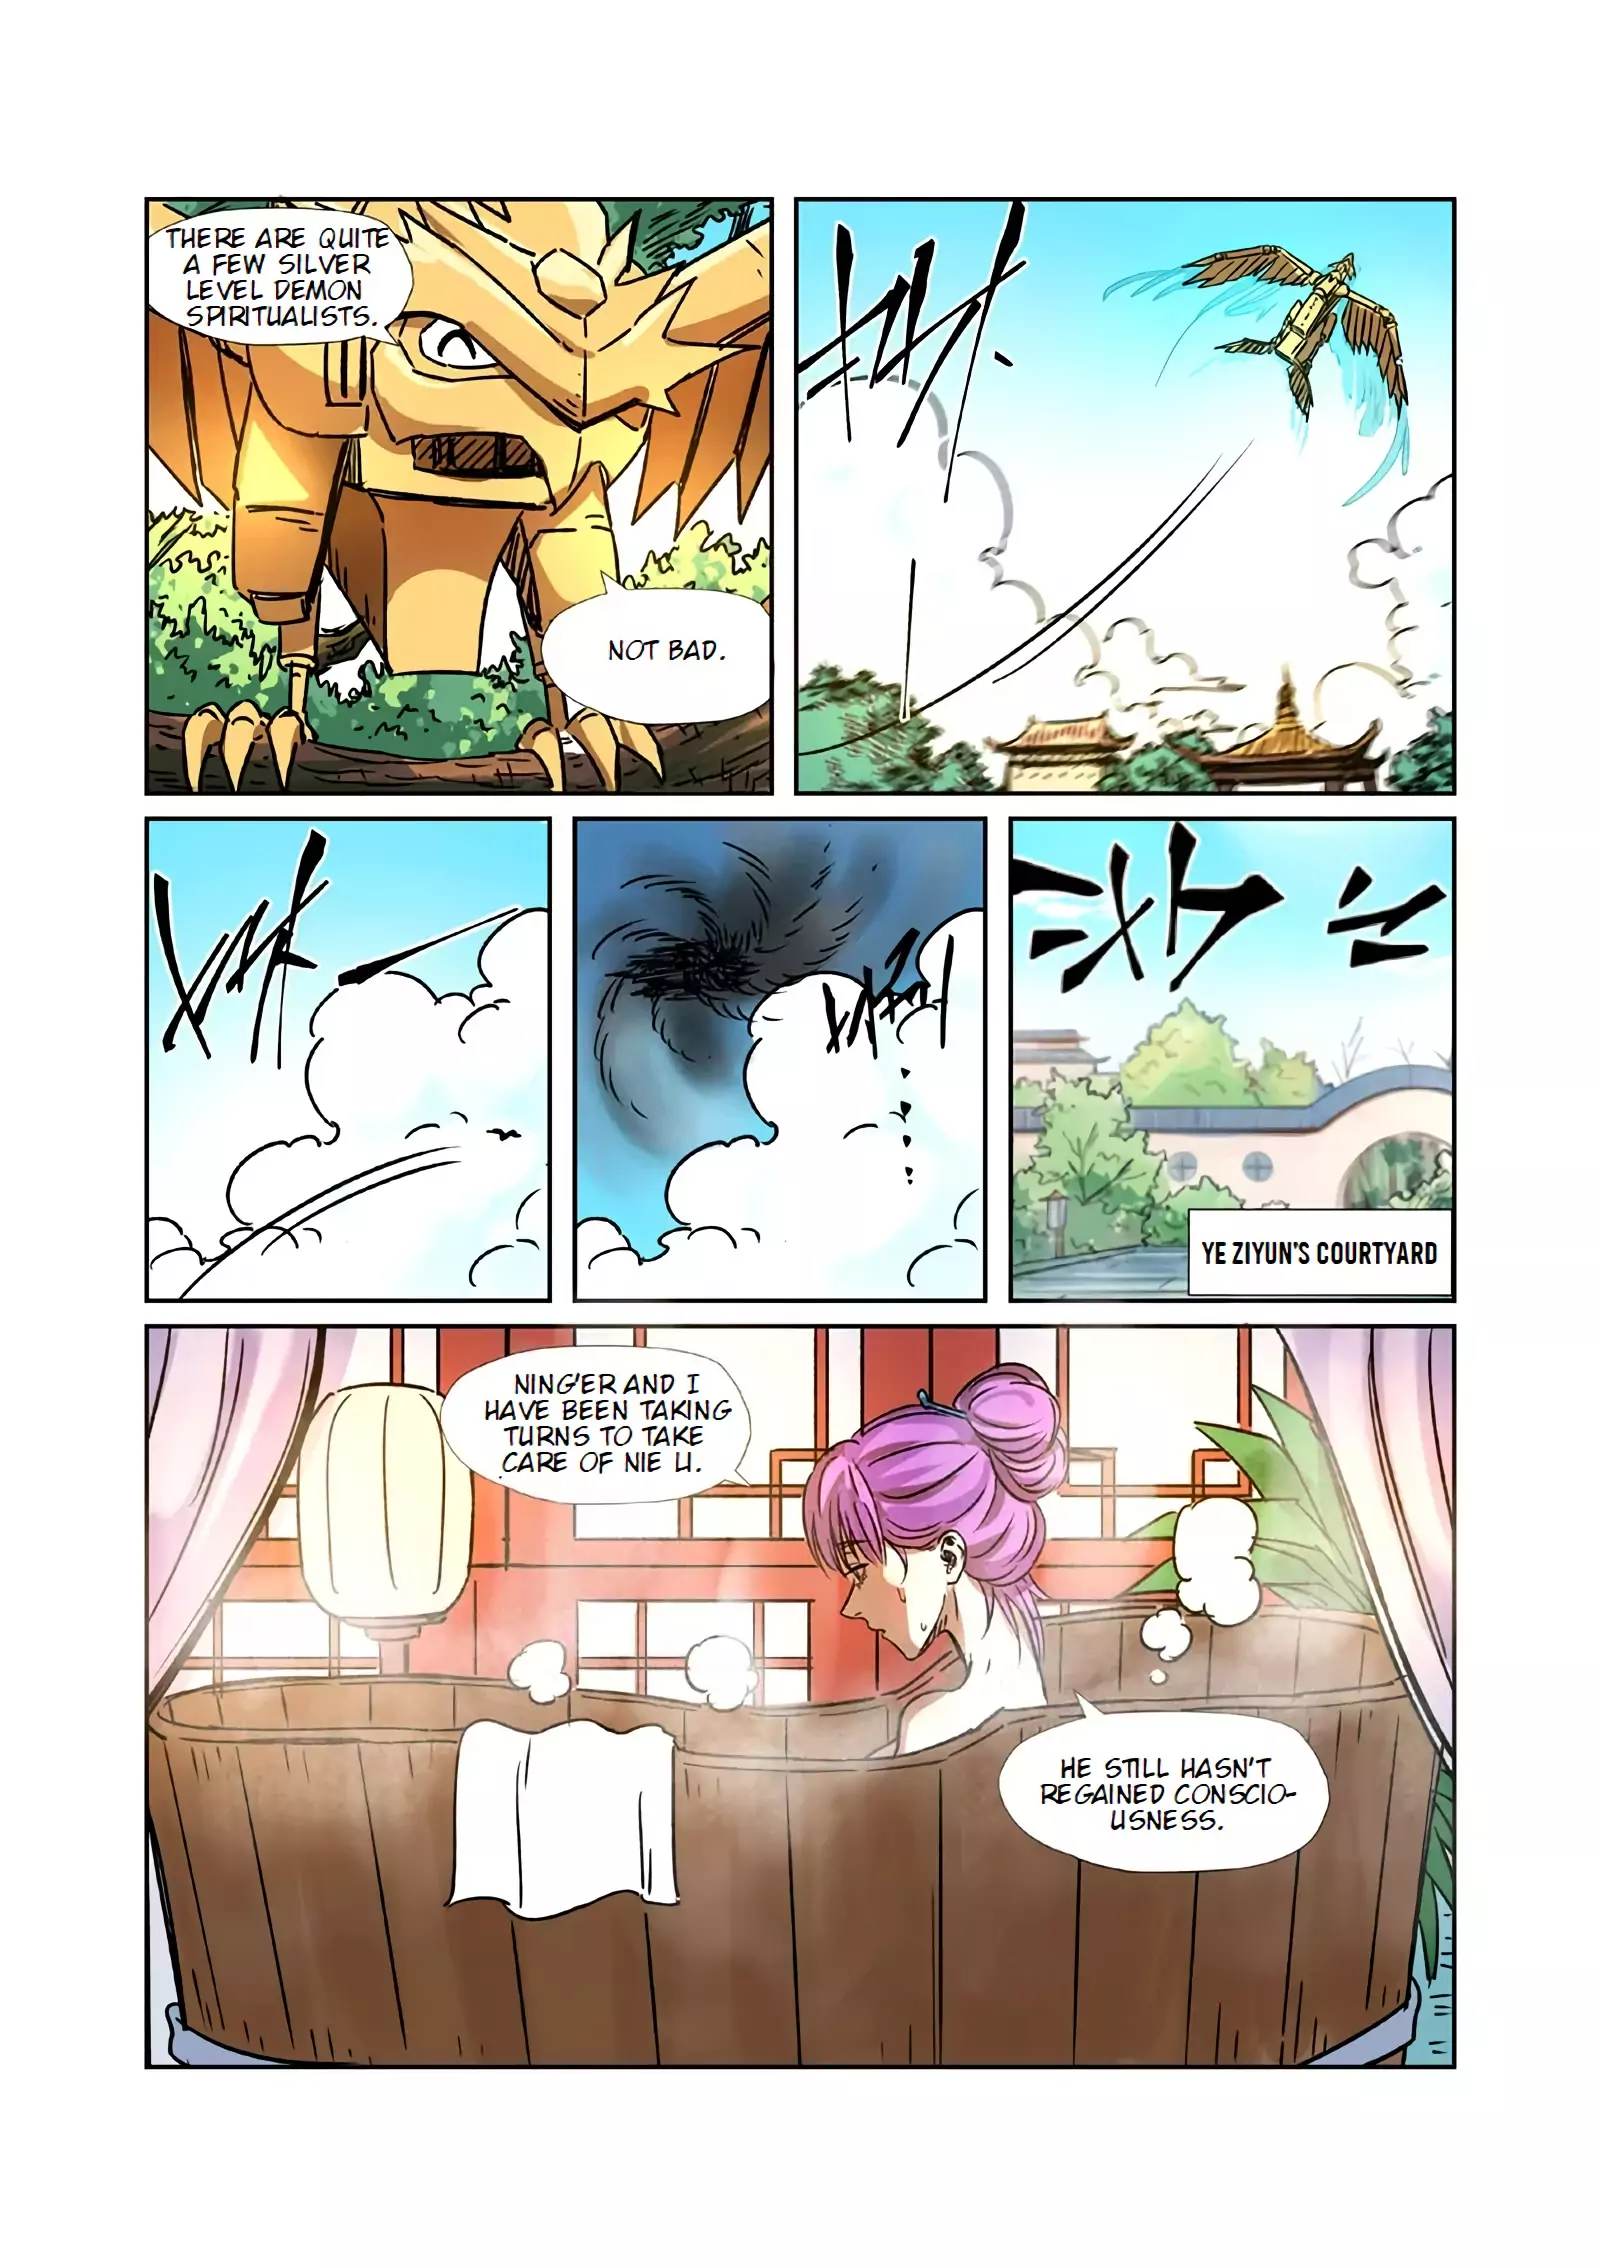 THERE ARE QUITE
A FEW SILVER
LEVEL DEMON
SPIRITUALISTS.
NOT BAD.
YE ZIYUN'S COURTYARD
NING'ER AND I
HAVE BEEN TAKING
TURNS TO TAKE
CARE OF NIE LI.
HE STILL HASN'T
REGAINED CONSCIO-
USNESS.